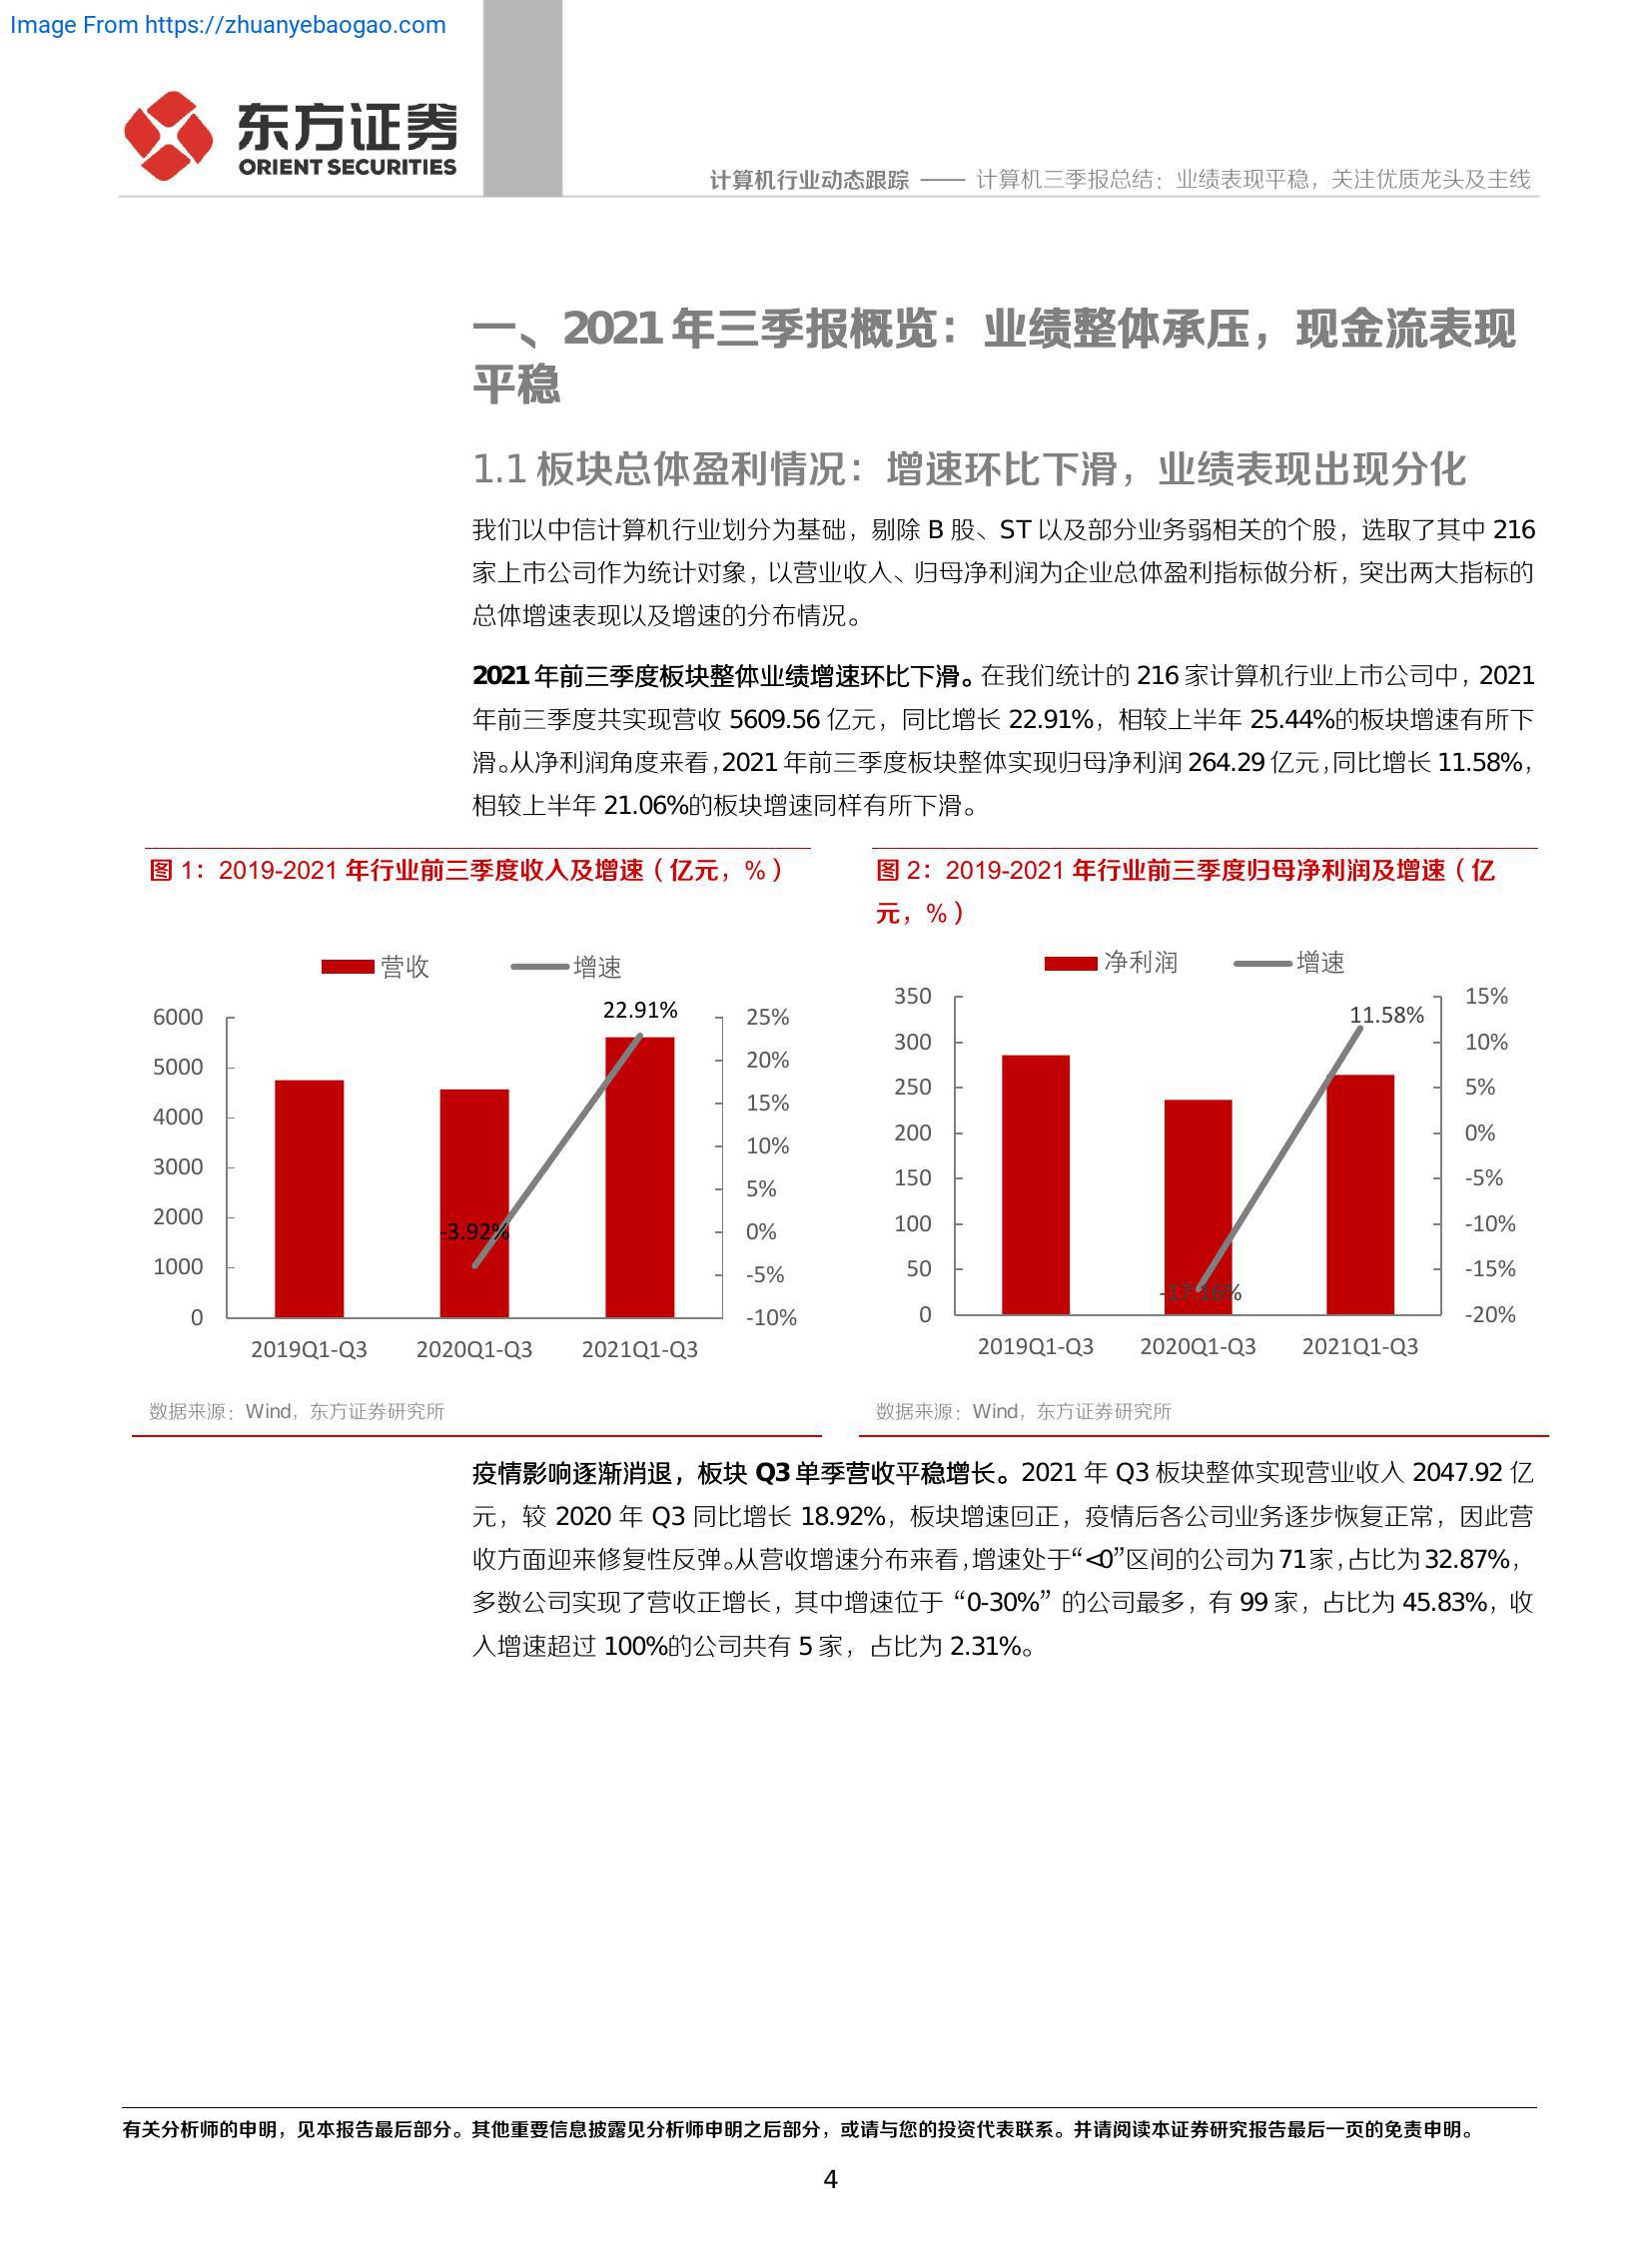 Image From https://zhuanyebaogao.com
东方证券
ORIENT SECURITIES
计算机行业动态跟踪 —— 计算机三季报总结：业绩表现平稳，关注优质龙头及主线
一、2021 年三季报概览：业绩整体承压，现金流表现
平稳
1.1 板块总体盈利情况：增速环比下滑，业绩表现出现分化
我们以中信计算机行业划分为基础，剔除 B 股、ST 以及部分业务弱相关的个股，选取了其中 216
家上市公司作为统计对象，以营业收入、归母净利润为企业总体盈利指标做分析，突出两大指标的
总体增速表现以及增速的分布情况。
2021 年前三季度板块整体业绩增速环比下滑。在我们统计的 216 家计算机行业上市公司中，2021
年前三季度共实现营收 5609.56 亿元，同比增长 22.91%，相较上半年 25.44%的板块增速有所下
滑。从净利润角度来看，2021 年前三季度板块整体实现归母净利润 264.29 亿元，同比增长 11.58%，
相较上半年 21.06%的板块增速同样有所下滑。
图 1：2019-2021 年行业前三季度收入及增速（亿元，%）
营收 增速
22.91%
-3.92%
6000
5000
4000
3000
2000
1000
0
25%
20%
15%
10%
5%
0%
-5%
-10%
2019Q1-Q3 2020Q1-Q3 2021Q1-Q3
数据来源：Wind，东方证券研究所
图 2：2019-2021 年行业前三季度归母净利润及增速（亿
元，%）
净利润 增速
11.58%
-17.16%
350
300
250
200
150
100
50
0
15%
10%
5%
0%
-5%
-10%
-15%
-20%
2019Q1-Q3 2020Q1-Q3 2021Q1-Q3
数据来源：Wind，东方证券研究所
疫情影响逐渐消退，板块 Q3 单季营收平稳增长。2021 年 Q3 板块整体实现营业收入 2047.92 亿
元，较 2020 年 Q3 同比增长 18.92%，板块增速回正，疫情后各公司业务逐步恢复正常，因此营
收方面迎来修复性反弹。从营收增速分布来看，增速处于“<0”区间的公司为 71 家，占比为 32.87%，
多数公司实现了营收正增长，其中增速位于“0-30%”的公司最多，有 99 家，占比为 45.83%，收
入增速超过 100%的公司共有 5 家，占比为 2.31%。
有关分析师的申明，见本报告最后部分。其他重要信息披露见分析师申明之后部分，或请与您的投资代表联系。并请阅读本证券研究报告最后一页的免责申明。
4